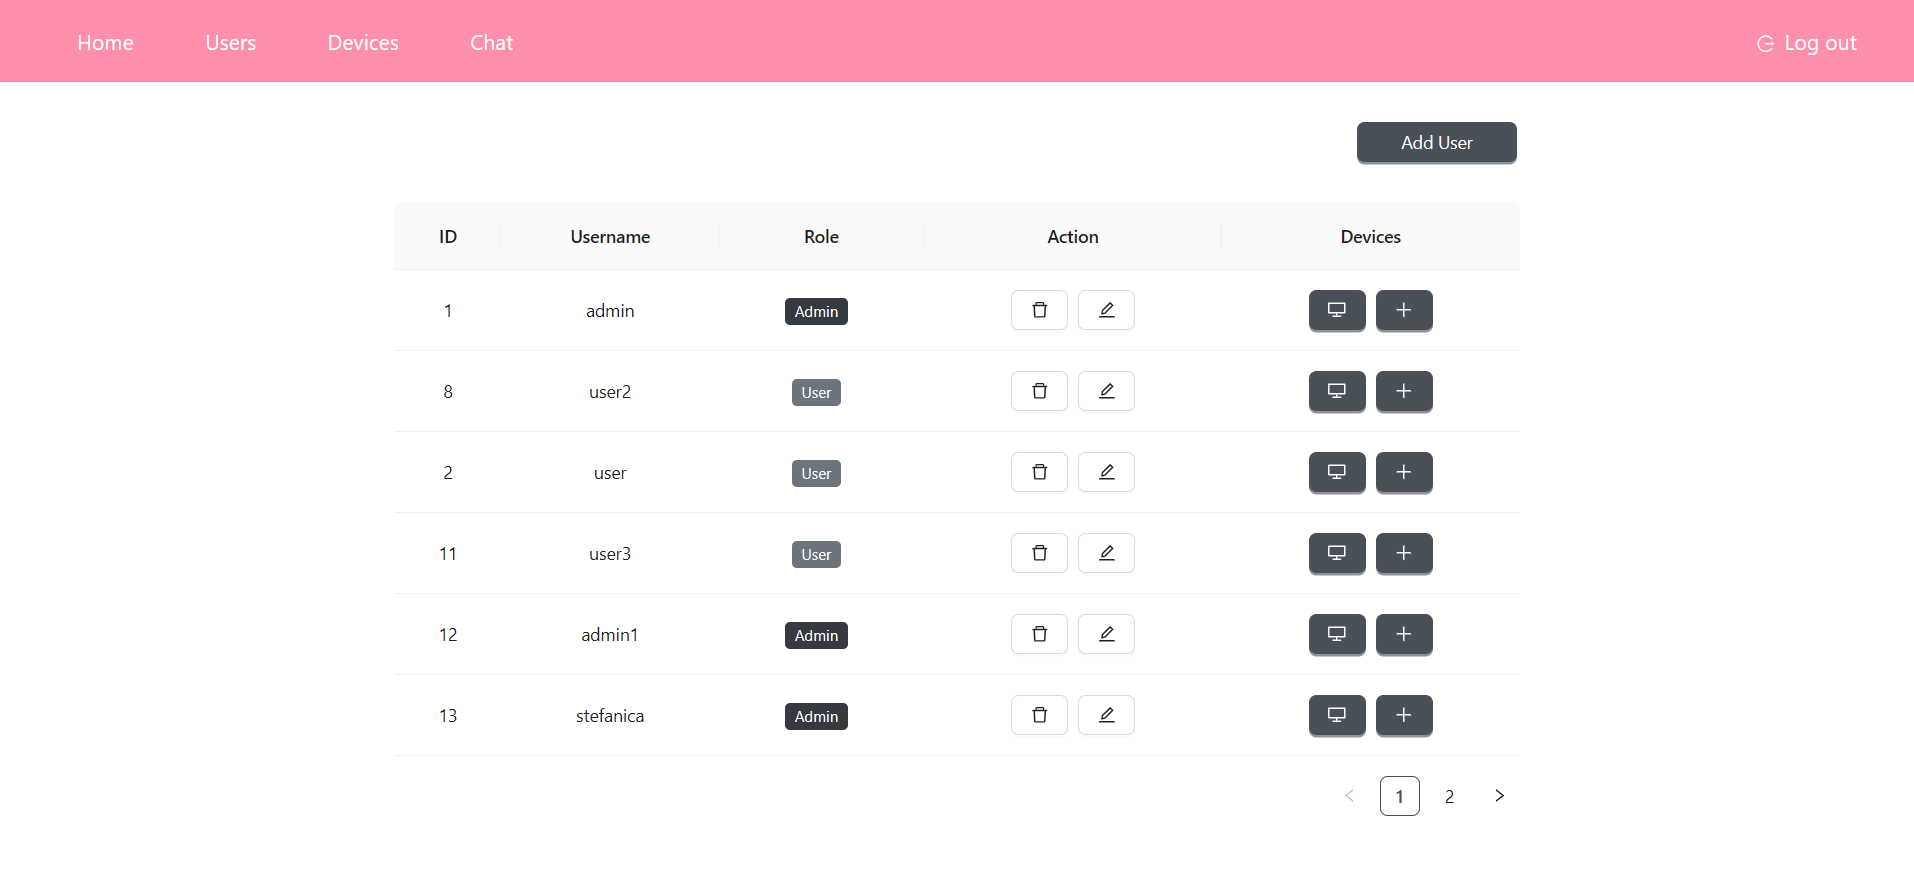 Home Users Devices Chat Log out
Add User
ID Username Role Action Devices
1 admin Admin
8 user2 User
2 user User
11 user3 User
12 admin1 Admin
13 stefanica Admin
1 2